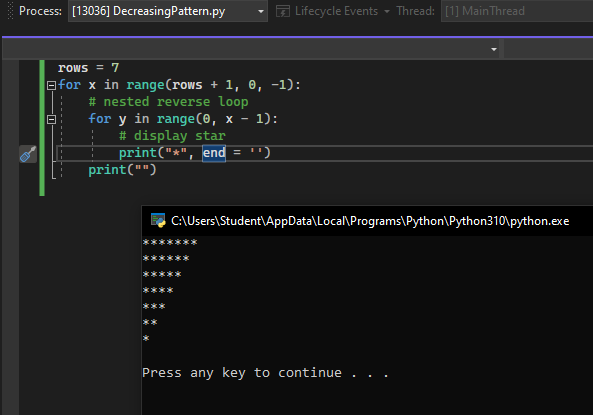 Process: [13036] DecreasingPattern.py Lifecycle Events Thread: [1] MainThread
rows = 7
for x in range(rows + 1, 0, -1):
# nested reverse loop
for y in range(0, x - 1):
# display star
print("*", end = '')
print("")
C:\Users\Student\AppData\Local\Programs\Python\Python310\python.exe
*******
******
*****
****
***
**
*
Press any key to continue . . .